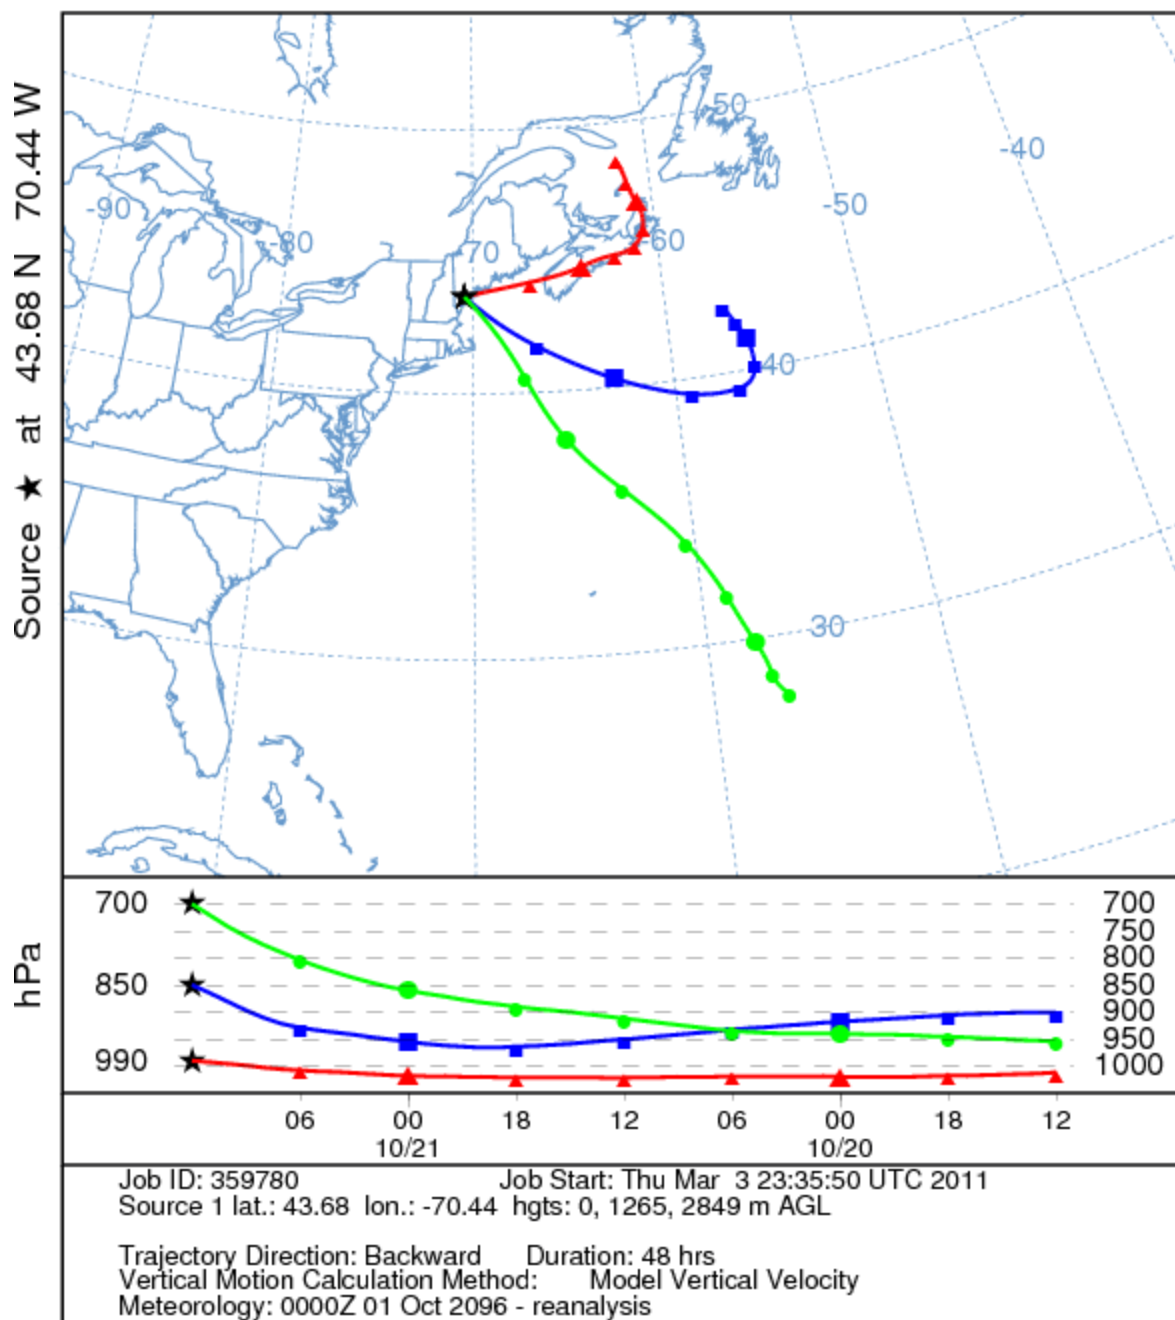 Source ★ at 43.68 N 70.44 W
50
-40
-90
-50
-80
-60
70
40
30
hPa
700 700
750
800
850 850
900
950
990 1000
06 00 18 12 06 00 18 12
10/21 10/20
Job ID: 359780 Job Start: Thu Mar 3 23:35:50 UTC 2011
Source 1 lat.: 43.68 lon.: -70.44 hgts: 0, 1265, 2849 m AGL
Trajectory Direction: Backward Duration: 48 hrs
Vertical Motion Calculation Method: Model Vertical Velocity
Meteorology: 0000Z 01 Oct 2096 - reanalysis